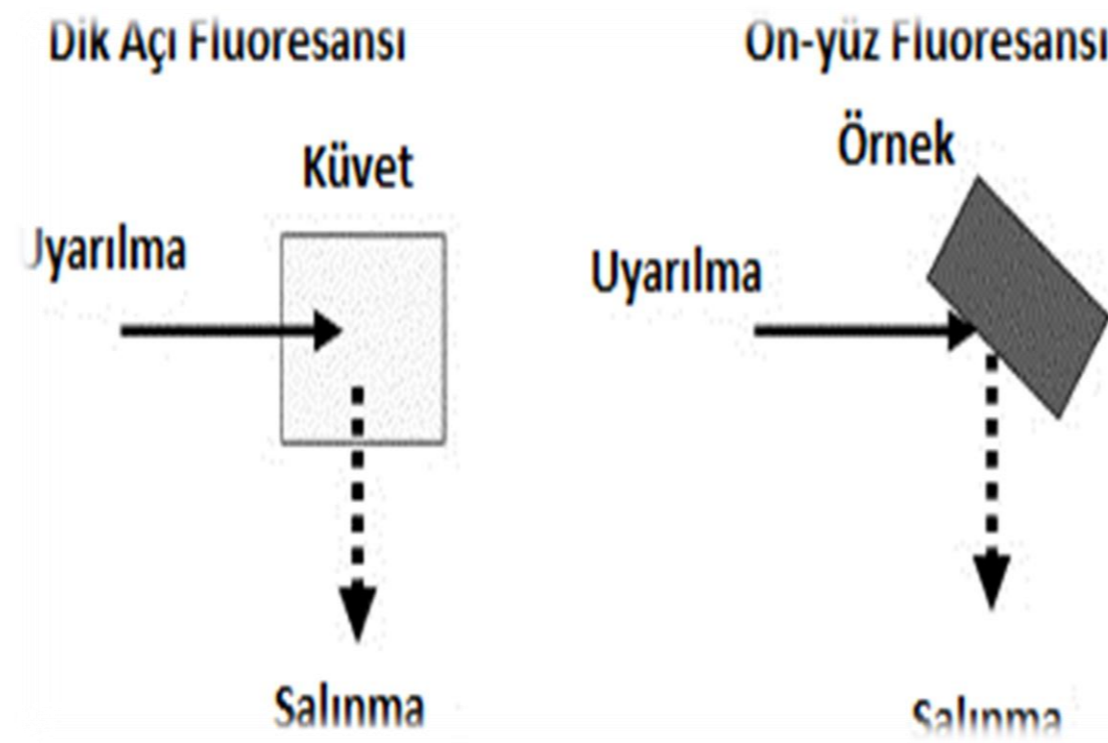 Dik Açı Fluoresansı
Küvet
Uyarılma
Salınma
Ön-yüz Fluoresansı
Örnek
Uyarılma
Salınma